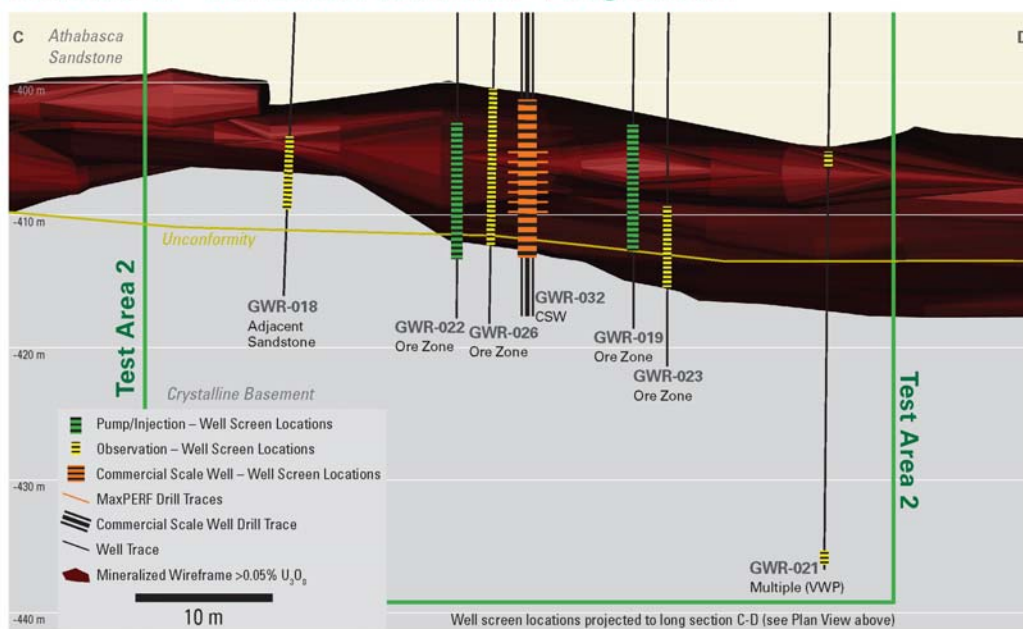 C
Athabasca
Sandstone
D
-400 m
-410 m
Unconformity
Test Area 2
GWR-018
Adjacent
Sandstone
GWR-022
Ore Zone
GWR-026
Ore Zone
GWR-032
CSW
GWR-019
Ore Zone
GWR-023
Ore Zone
Test Area 2
-420 m
Crystalline Basement
Pump/Injection – Well Screen Locations
Observation – Well Screen Locations
Commercial Scale Well – Well Screen Locations
MaxPERF Drill Traces
Commercial Scale Well Drill Trace
Well Trace
Mineralized Wireframe >0.05% U₃O₈
10 m
-430 m
GWR-021
Multiple (VWP)
-440 m
Well screen locations projected to long section C-D (see Plan View above)